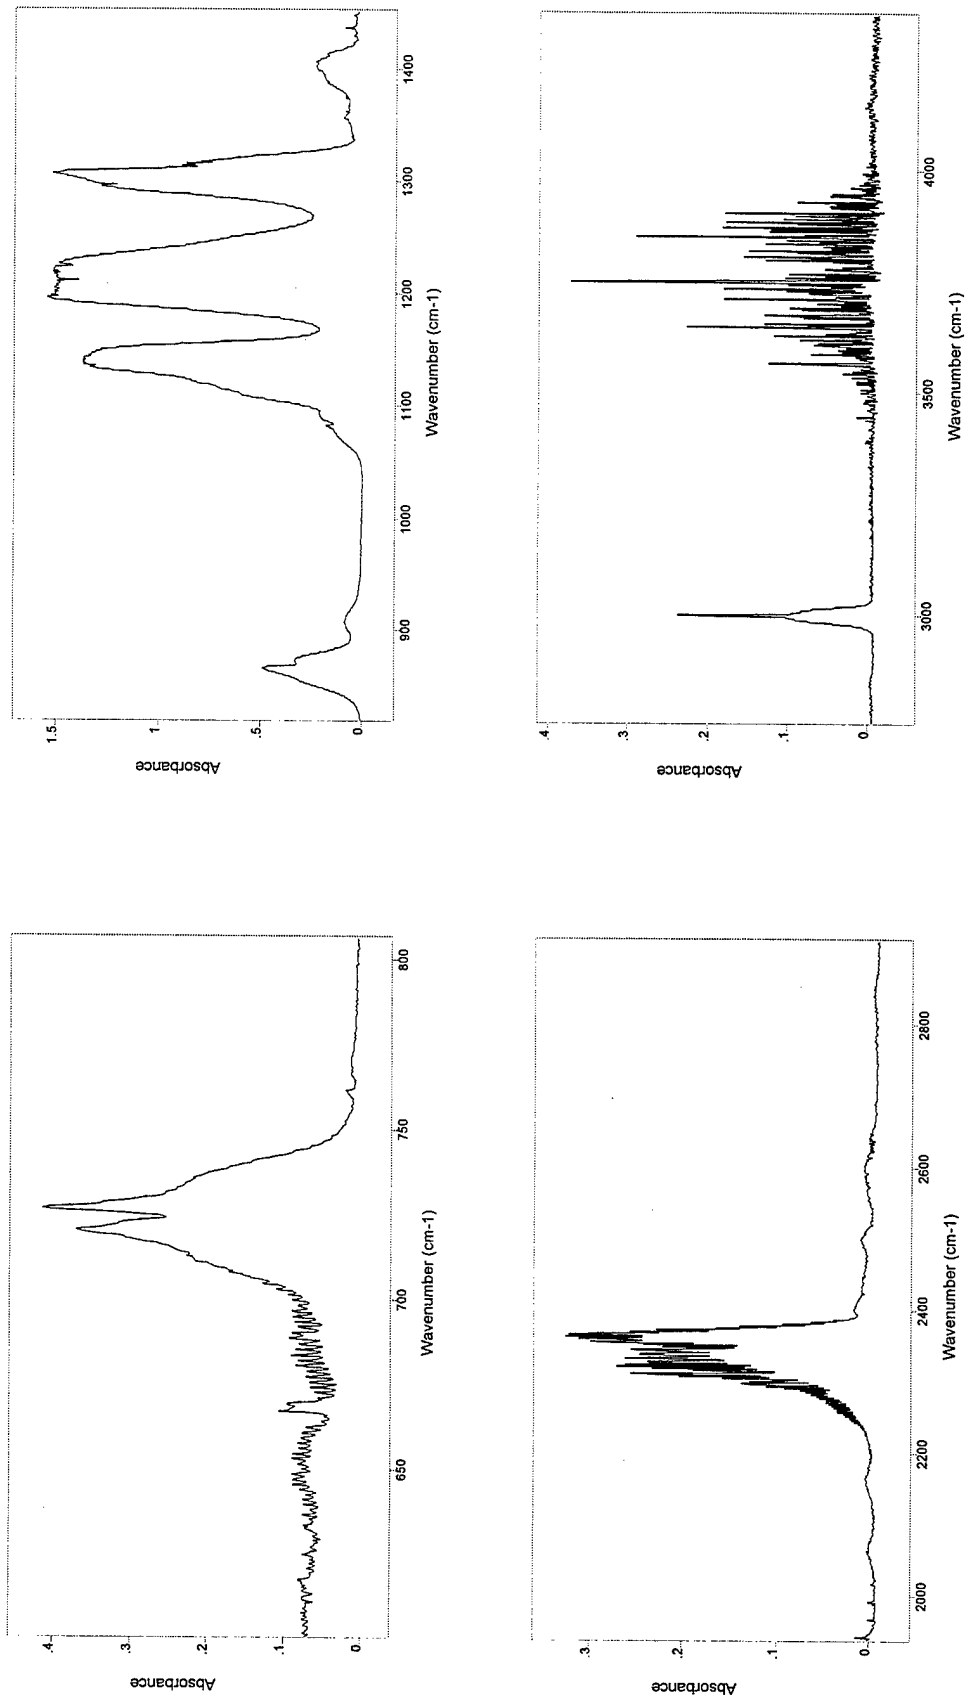 Absorbance
.4
.3
.2
.1
0
650 700 750 800
Wavenumber (cm-1)
Absorbance
1.5
1
.5
0
900 1000 1100 1200 1300 1400
Wavenumber (cm-1)
Absorbance
.3
.2
.1
0
2000 2200 2400 2600 2800
Wavenumber (cm-1)
Absorbance
.4
.3
.2
.1
0
3000 3500 4000
Wavenumber (cm-1)